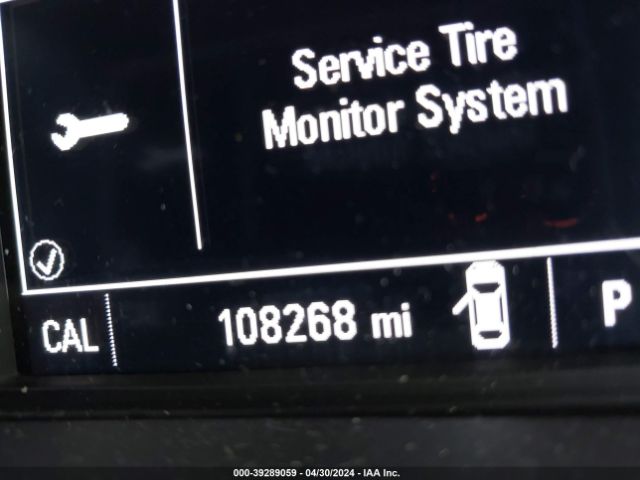 Service Tire
Monitor System
CAL 108268 mi P
000-39289059 - 04/30/2024 - IAA Inc.